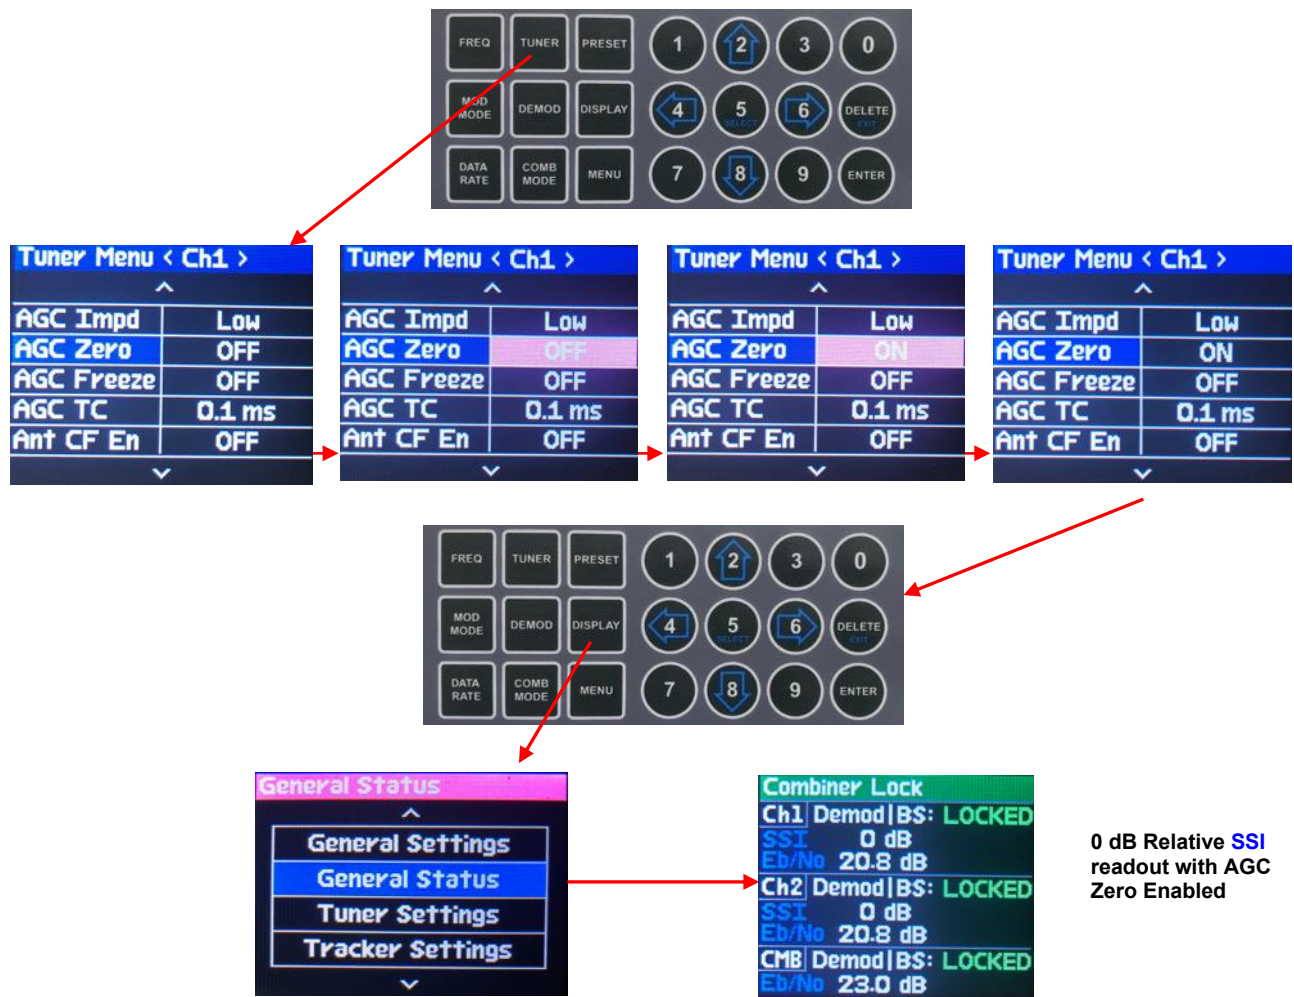 FREQ TUNER PRESET 1 2 3 0
MOD MODE DEMOD DISPLAY 4 5 SELECT 6 DELETE EXIT
DATA RATE COMB MODE MENU 7 8 9 ENTER
Tuner Menu < Ch1 >
AGC Impd Low
AGC Zero OFF
AGC Freeze OFF
AGC TC 0.1 ms
Ant CF En OFF
Tuner Menu < Ch1 >
AGC Impd Low
AGC Zero OFF
AGC Freeze OFF
AGC TC 0.1 ms
Ant CF En OFF
Tuner Menu < Ch1 >
AGC Impd Low
AGC Zero ON
AGC Freeze OFF
AGC TC 0.1 ms
Ant CF En OFF
Tuner Menu < Ch1 >
AGC Impd Low
AGC Zero ON
AGC Freeze OFF
AGC TC 0.1 ms
Ant CF En OFF
FREQ TUNER PRESET 1 2 3 0
MOD MODE DEMOD DISPLAY 4 5 SELECT 6 DELETE EXIT
DATA RATE COMB MODE MENU 7 8 9 ENTER
General Status
General Settings
General Status
Tuner Settings
Tracker Settings
Combiner Lock
Ch1 Demod|BS: LOCKED
SSI 0 dB
Eb/No 20.8 dB
Ch2 Demod|BS: LOCKED
SSI 0 dB
Eb/No 20.8 dB
CMB Demod|BS: LOCKED
Eb/No 23.0 dB
0 dB Relative SSI
readout with AGC
Zero Enabled